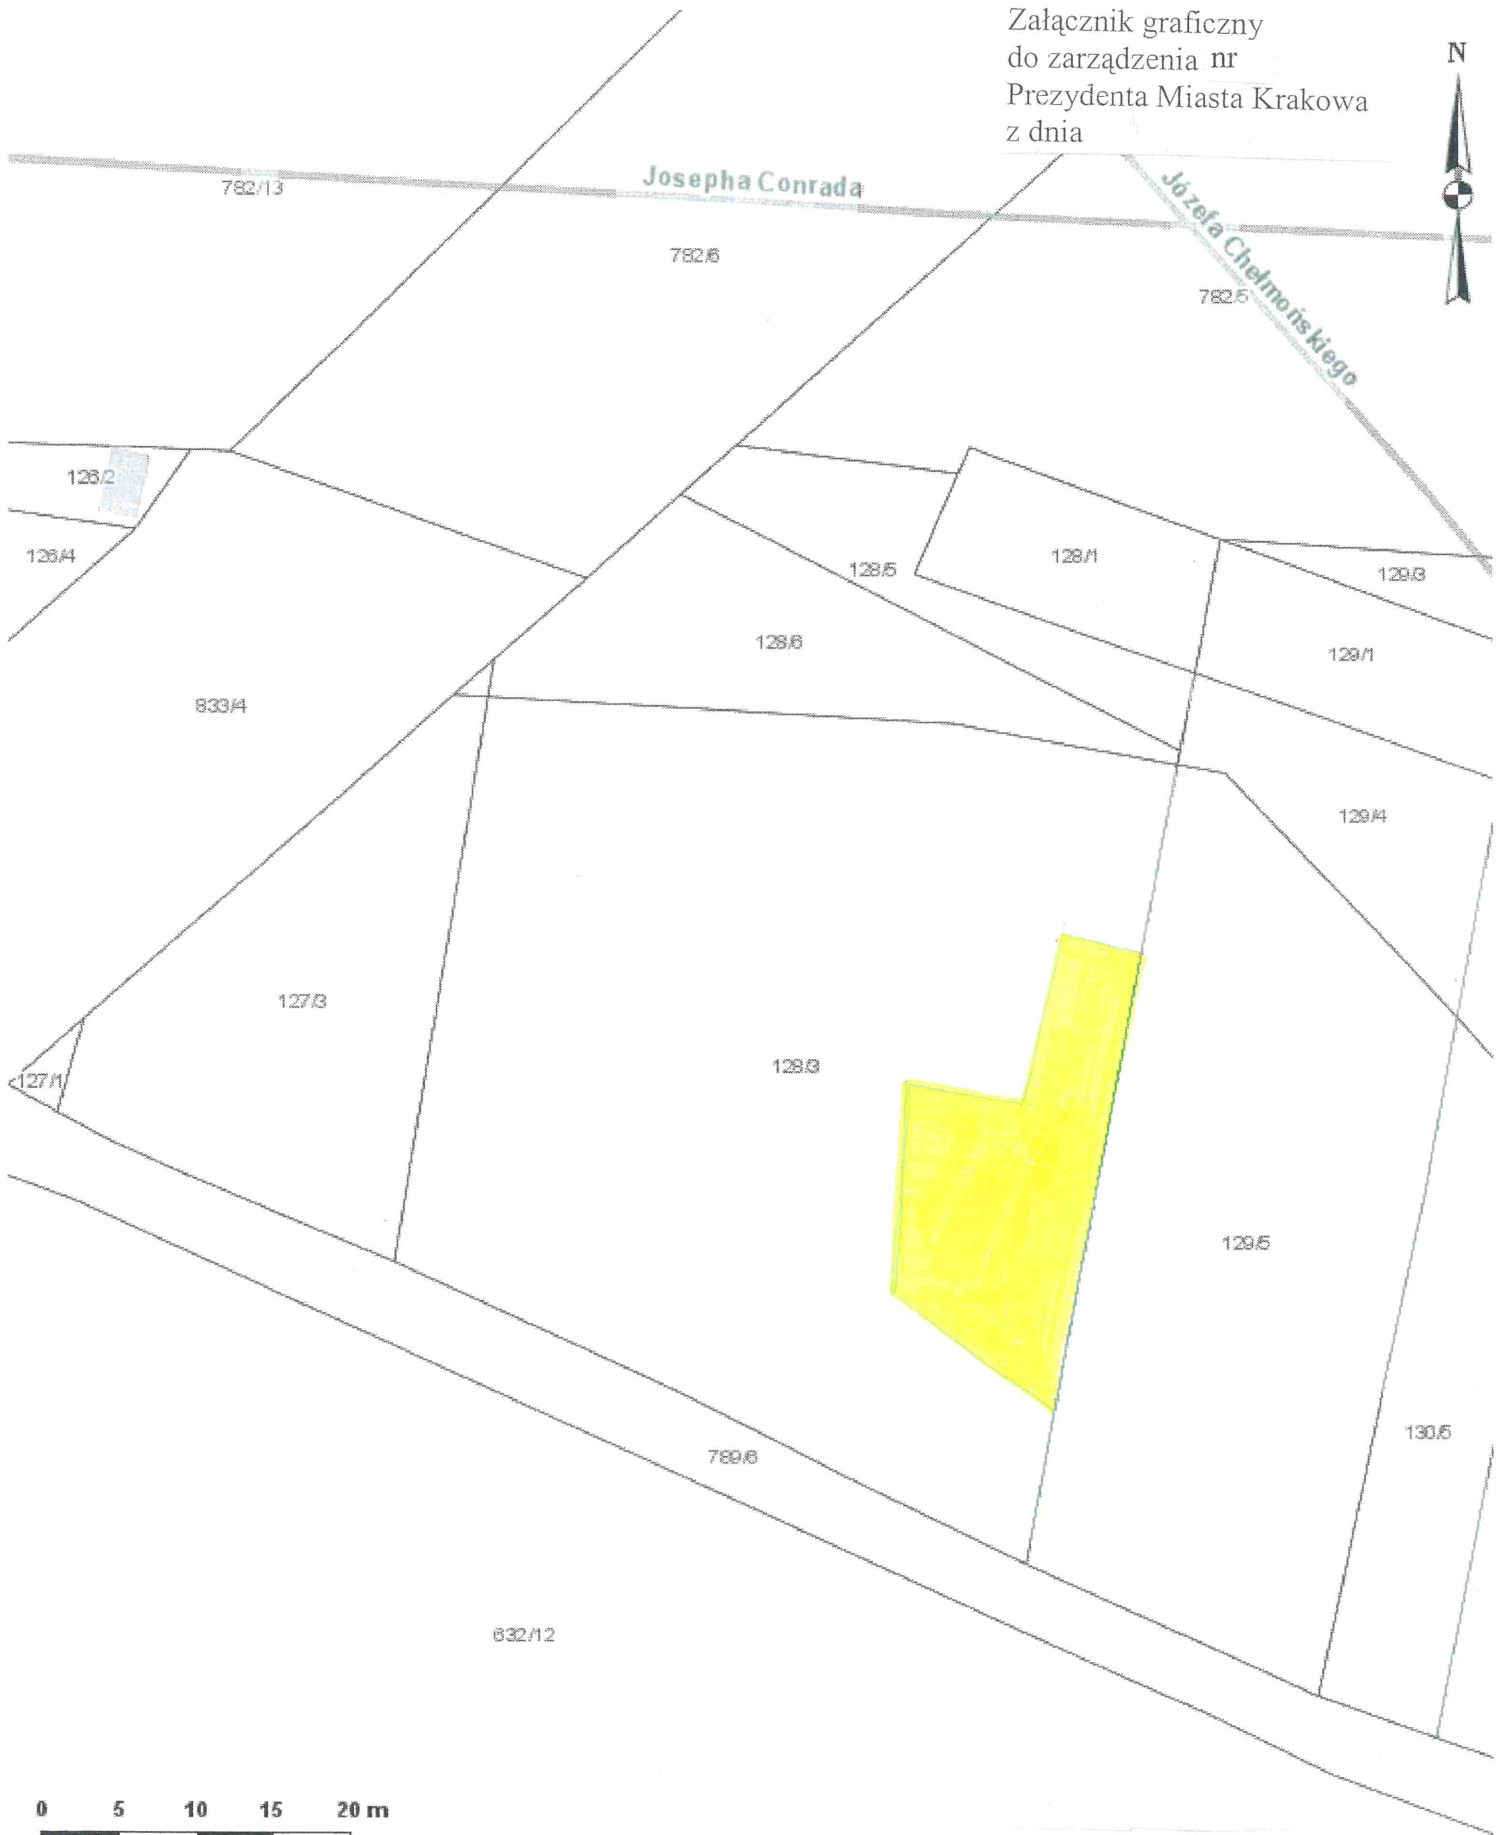 Załącznik graficzny
do zarządzenia nr
Prezydenta Miasta Krakowa
z dnia
N
Josepha Conrada
Józefa Chełmońskiego
782/13
782/6
782/5
126/2
126/4
128/5
128/1
129/3
128/6
129/1
833/4
129/4
127/3
128/3
127/1
129/5
130/5
789/6
632/12
0 5 10 15 20 m